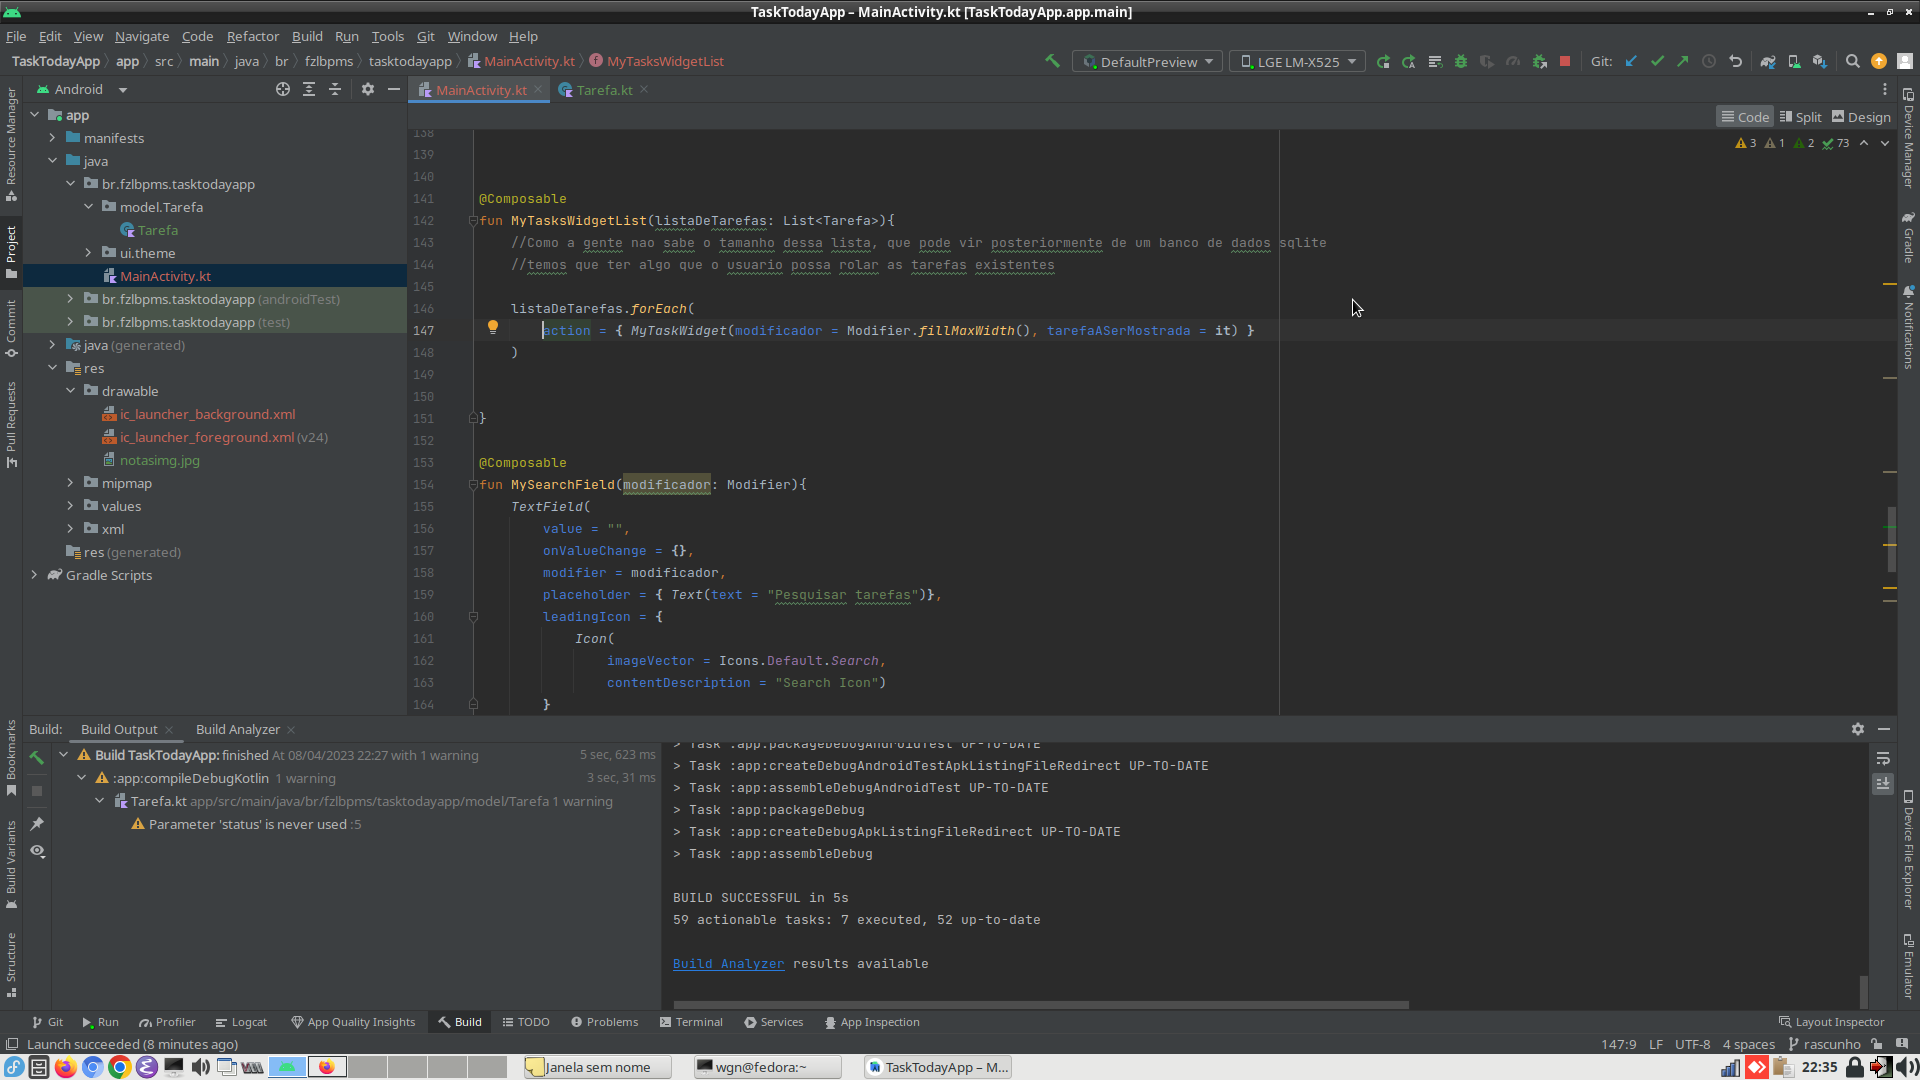 TaskTodayApp – MainActivity.kt [TaskTodayApp.app.main]
File Edit View Navigate Code Refactor Build Run Tools Git Window Help
TaskTodayApp app src main java br fzlbpms tasktodayapp MainActivity.kt MyTasksWidgetList DefaultPreview LGE LM-X525 Git:
Android MainActivity.kt Tarefa.kt
Code Split Design
3 1 2 73
Resource Manager
Project
Commit
Pull Requests
Bookmarks
Build Variants
Structure
app
manifests
java
br.fzlbpms.tasktodayapp
model.Tarefa
Tarefa
ui.theme
MainActivity.kt
br.fzlbpms.tasktodayapp (androidTest)
br.fzlbpms.tasktodayapp (test)
java (generated)
res
drawable
ic_launcher_background.xml
ic_launcher_foreground.xml (v24)
notasimg.jpg
mipmap
values
xml
res (generated)
Gradle Scripts
138
139
140
141 @Composable
142 fun MyTasksWidgetList(listaDeTarefas: List<Tarefa>){
143 //Como a gente nao sabe o tamanho dessa lista, que pode vir posteriormente de um banco de dados sqlite
144 //temos que ter algo que o usuario possa rolar as tarefas existentes
145
146 listaDeTarefas.forEach(
147 action = { MyTaskWidget(modificador = Modifier.fillMaxWidth(), tarefaASerMostrada = it) }
148 )
149
150
151 }
152
153 @Composable
154 fun MySearchField(modificador: Modifier){
155 TextField(
156 value = "",
157 onValueChange = {},
158 modifier = modificador,
159 placeholder = { Text(text = "Pesquisar tarefas")},
160 leadingIcon = {
161 Icon(
162 imageVector = Icons.Default.Search,
163 contentDescription = "Search Icon")
164 }
Device Manager
Gradle
Notifications
Device File Explorer
Emulator
Build: Build Output Build Analyzer
Build TaskTodayApp: finished At 08/04/2023 22:27 with 1 warning 5 sec, 623 ms
:app:compileDebugKotlin 1 warning 3 sec, 31 ms
Tarefa.kt app/src/main/java/br/fzlbpms/tasktodayapp/model/Tarefa 1 warning
Parameter 'status' is never used :5
> Task :app:packageDebugAndroidTest UP-TO-DATE
> Task :app:createDebugAndroidTestApkListingFileRedirect UP-TO-DATE
> Task :app:assembleDebugAndroidTest UP-TO-DATE
> Task :app:packageDebug
> Task :app:createDebugApkListingFileRedirect UP-TO-DATE
> Task :app:assembleDebug
BUILD SUCCESSFUL in 5s
59 actionable tasks: 7 executed, 52 up-to-date
Build Analyzer results available
Git Run Profiler Logcat App Quality Insights Build TODO Problems Terminal Services App Inspection Layout Inspector
Launch succeeded (8 minutes ago) 147:9 LF UTF-8 4 spaces rascunho
Janela sem nome wgn@fedora:~ TaskTodayApp – M... 22:35